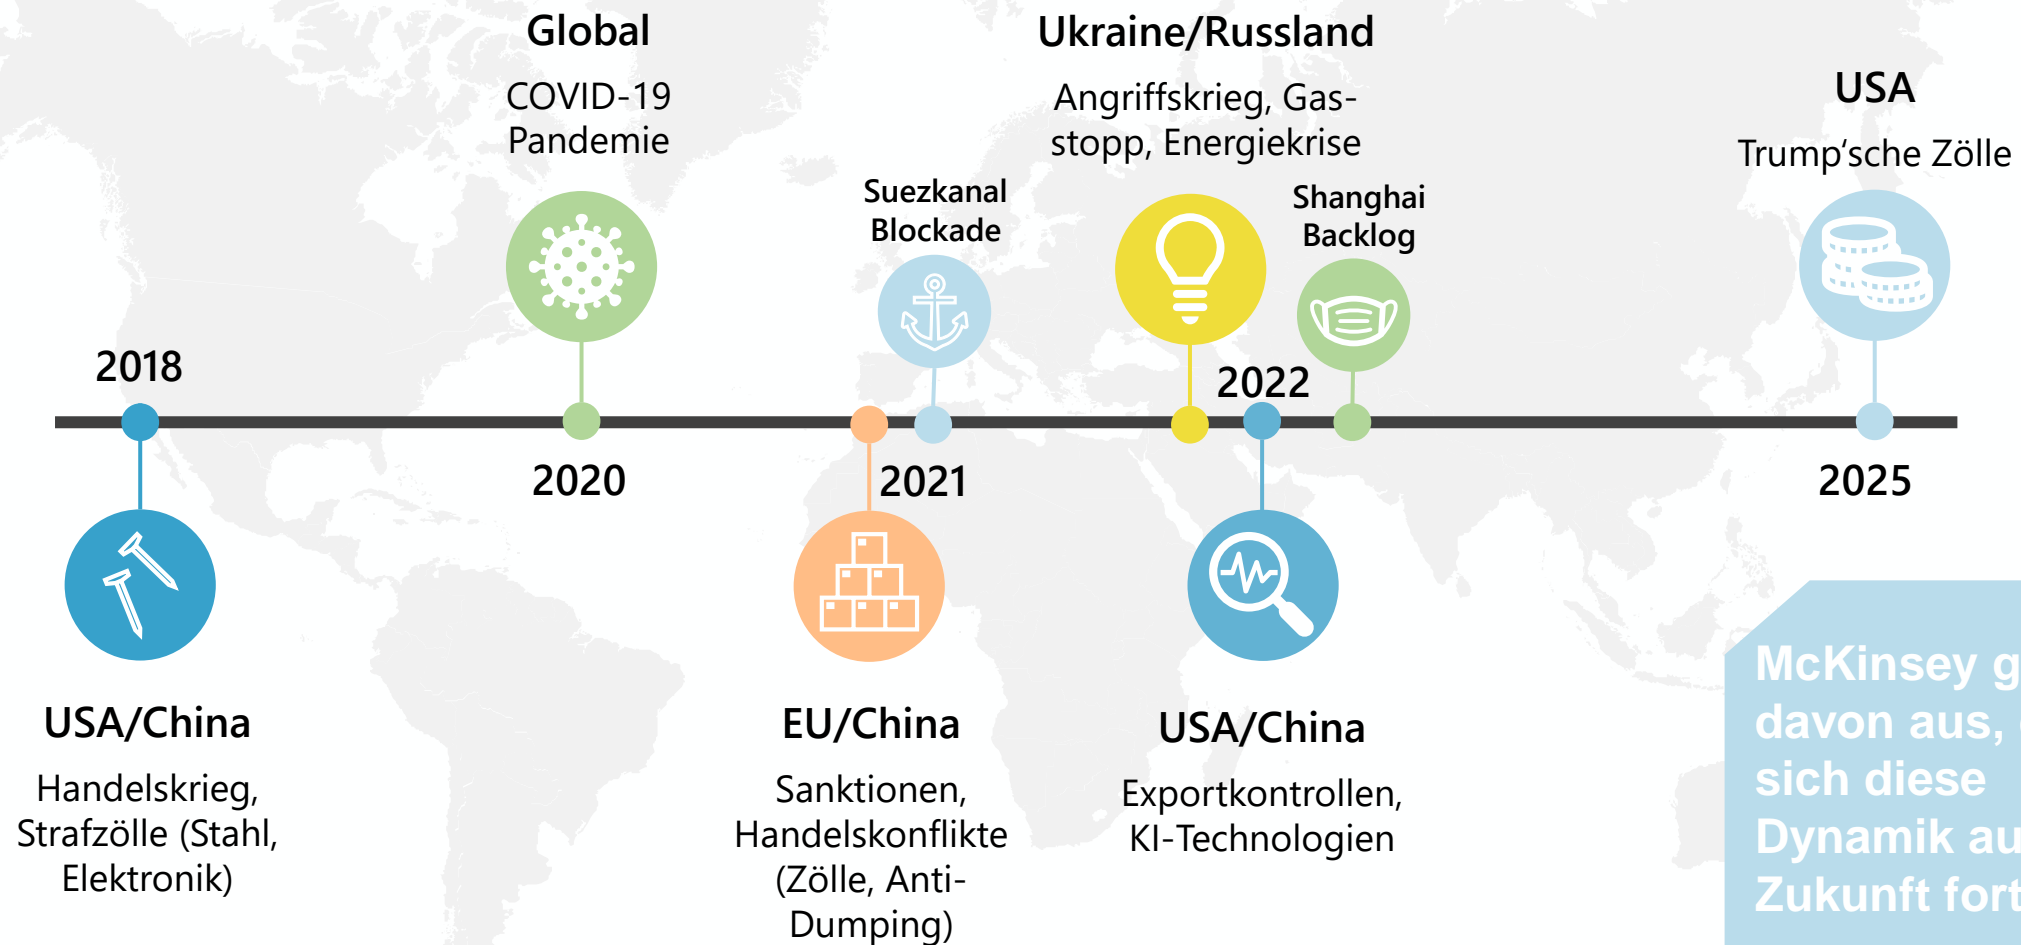 Global
COVID-19
Pandemie
Ukraine/Russland
Angriffskrieg, Gas-
stopp, Energiekrise
USA
Trump‘sche Zölle
Suezkanal
Blockade
Shanghai
Backlog
2018
2022
2020
2021
2025
USA/China
Handelskrieg,
Strafzölle (Stahl,
Elektronik)
EU/China
Sanktionen,
Handelskonflikte
(Zölle, Anti-
Dumping)
USA/China
Exportkontrollen,
KI-Technologien
McKinsey
davon aus,
sich diese
Dynamik
Zukunft fort